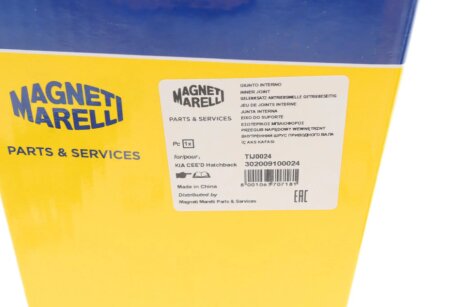 MAGNETI
MARELLI
PARTS & SERVICES
MAGNETI
MARELLI
PARTS & SERVICES
GIUNTO INTERNO
INNER JOINT
GELENKSATZ ANTRIEBSWELLE GETRIEBESEITIG
JEU DE JOINTS INTERNE
JUNTA INTERNA
EIXO DO SUPORTE
ΕΣΩΤΕΡΙΚΟΣ ΜΠΙΛΙΟΦΟΡΟΣ
PRZEGUB NAPĘDOWY WEWNĘTRZNY
ВНУТРЕННИЙ ШРУС ПРИВОДНОГО ВАЛА
İÇ AKS KAFASI
Pc 1x
for/pour: TIJ0024
KIA CEE'D Hatchback 302009100024
Made in China
Distributed by
Magneti Marelli Parts & Services
EAC